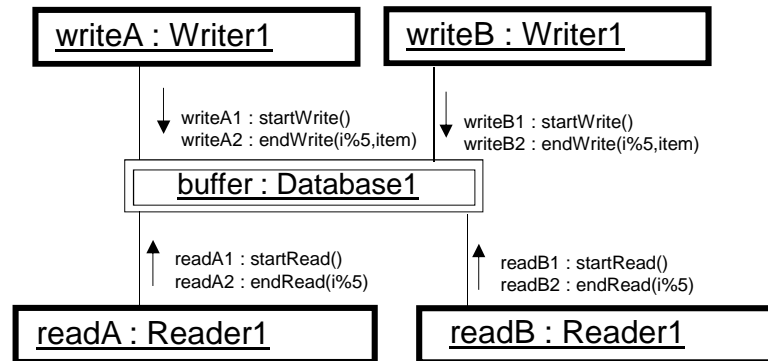 writeA : Writer1
writeB : Writer1
writeA1 : startWrite()
writeA2 : endWrite(i%5,item)
writeB1 : startWrite()
writeB2 : endWrite(i%5,item)
buffer : Database1
readA1 : startRead()
readA2 : endRead(i%5)
readB1 : startRead()
readB2 : endRead(i%5)
readA : Reader1
readB : Reader1